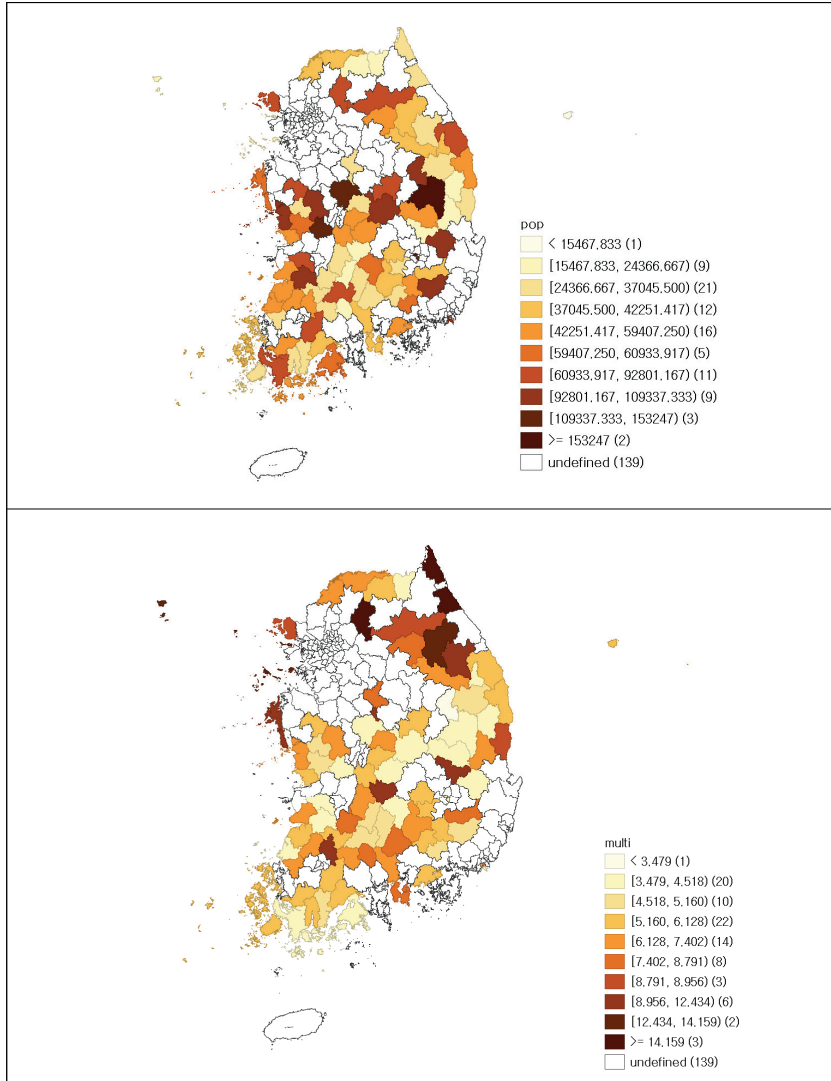 pop
< 15467.833 (1)
[15467.833, 24366.667) (9)
[24366.667, 37045.500) (21)
[37045.500, 42251.417) (12)
[42251.417, 59407.250) (16)
[59407.250, 60933.917) (5)
[60933.917, 92801.167) (11)
[92801.167, 109337.333) (9)
[109337.333, 153247) (3)
>= 153247 (2)
undefined (139)
multi
< 3.479 (1)
[3.479, 4.518) (20)
[4.518, 5.160) (10)
[5.160, 6.128) (22)
[6.128, 7.402) (14)
[7.402, 8.791) (8)
[8.791, 8.956) (3)
[8.956, 12.434) (6)
[12.434, 14.159) (2)
>= 14.159 (3)
undefined (139)